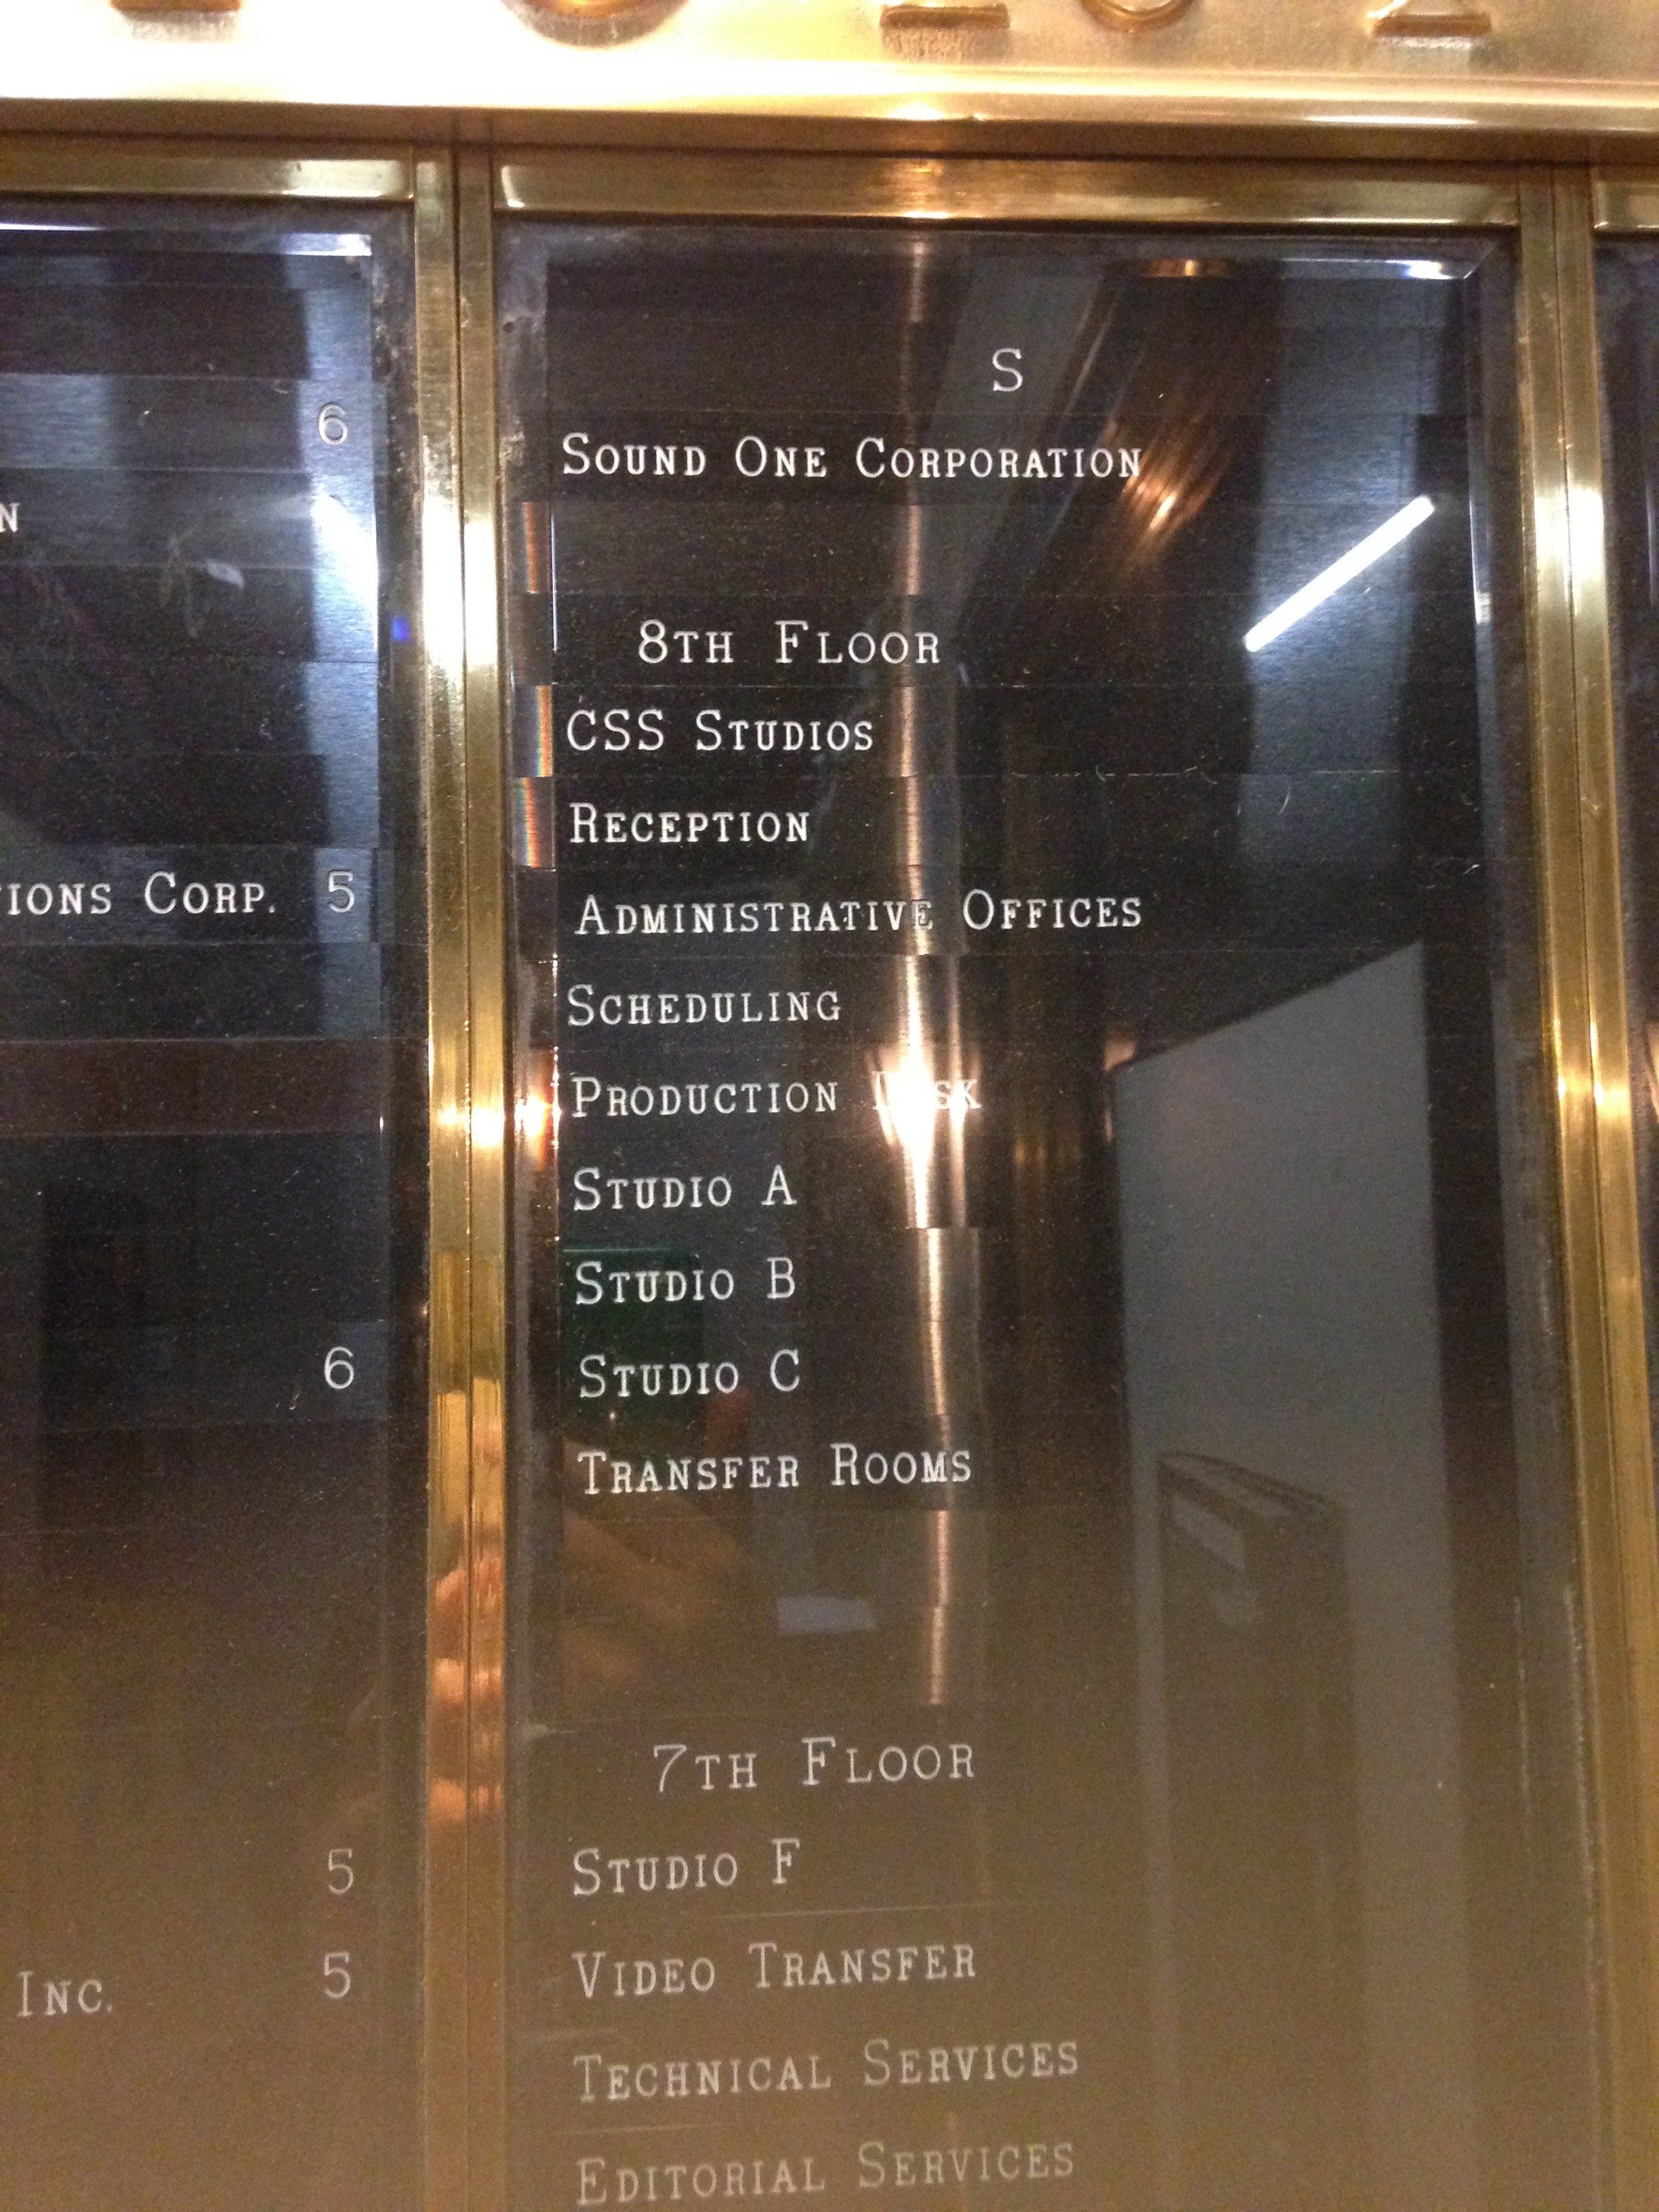 6
N
IONS CORP. 5
6
5
INC. 5
S
SOUND ONE CORPORATION
8TH FLOOR
CSS STUDIOS
RECEPTION
ADMINISTRATIVE OFFICES
SCHEDULING
PRODUCTION DESK
STUDIO A
STUDIO B
STUDIO C
TRANSFER ROOMS
7TH FLOOR
STUDIO F
VIDEO TRANSFER
TECHNICAL SERVICES
EDITORIAL SERVICES